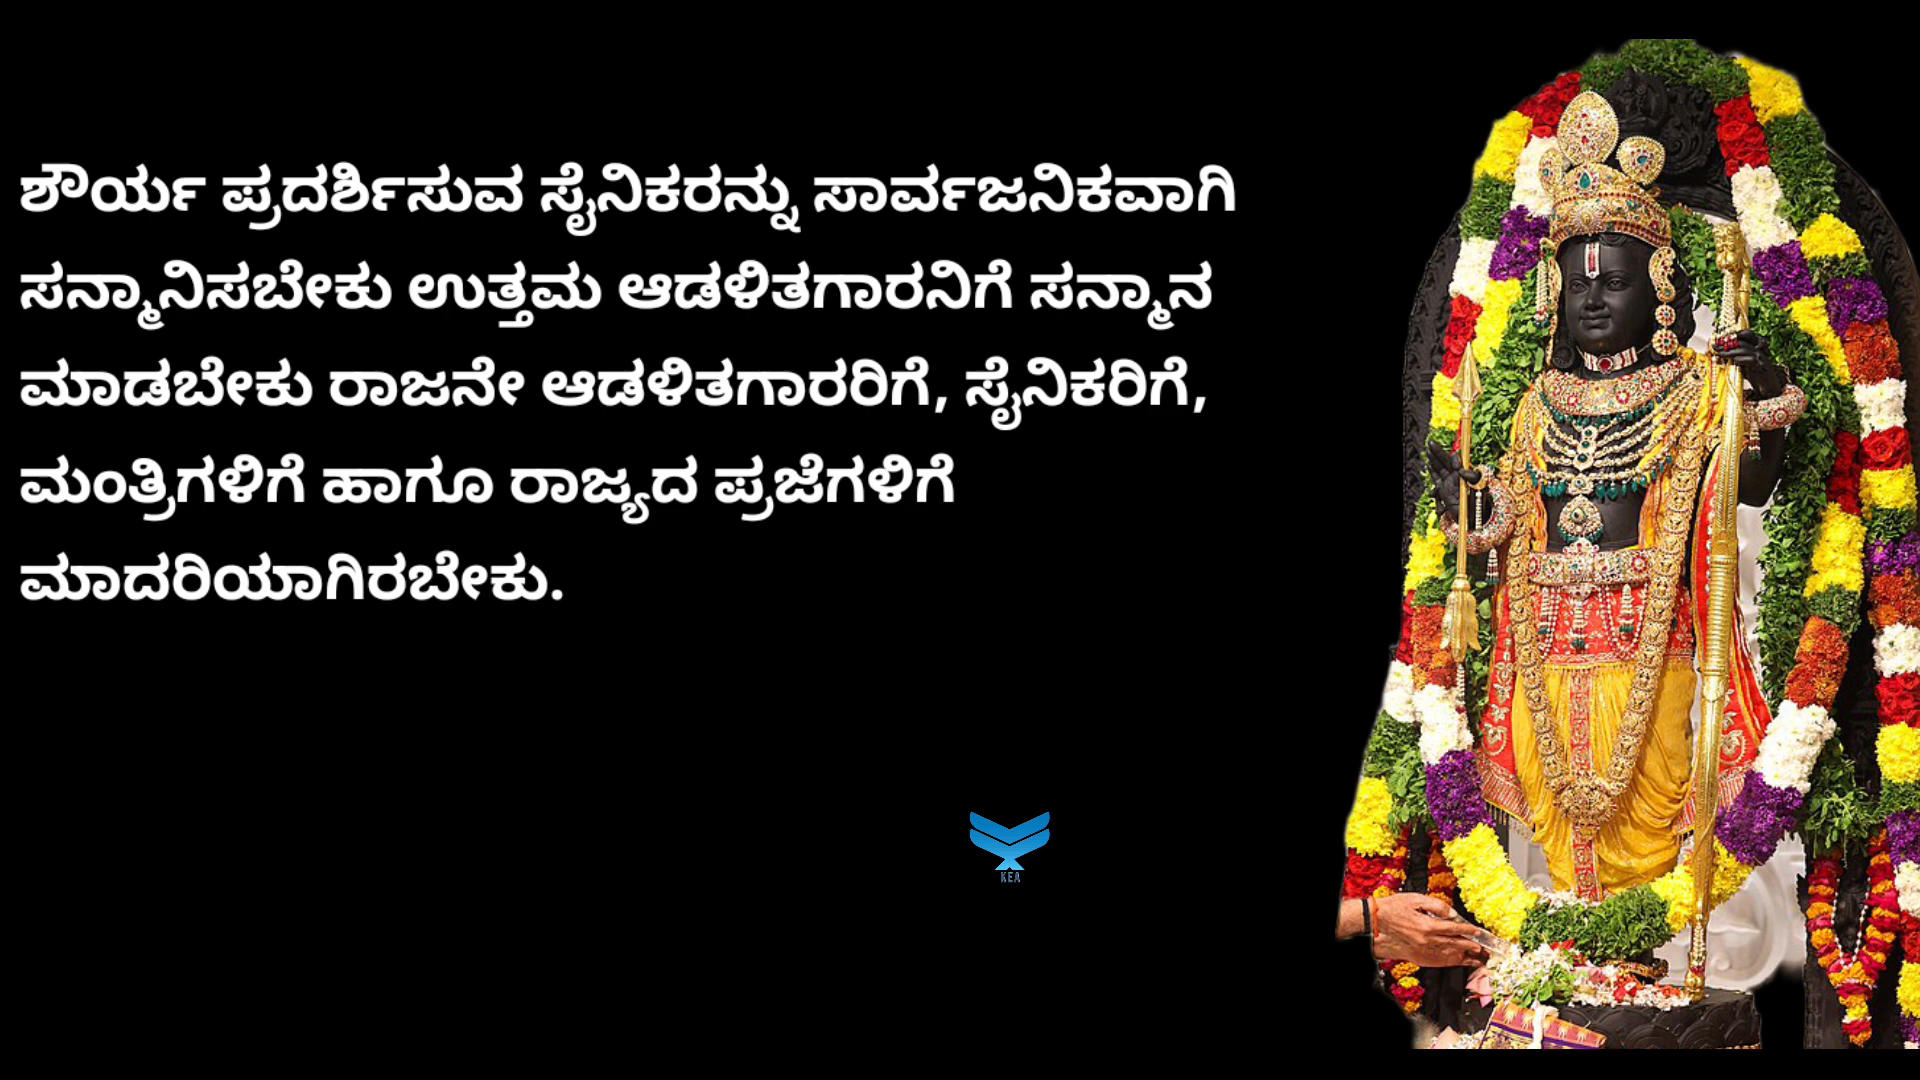 ಶೌರ್ಯ ಪ್ರದರ್ಶಿಸುವ ಸೈನಿಕರನ್ನು ಸಾರ್ವಜನಿಕವಾಗಿ
ಸನ್ಮಾನಿಸಬೇಕು ಉತ್ತಮ ಆಡಳಿತಗಾರನಿಗೆ ಸನ್ಮಾನ
ಮಾಡಬೇಕು ರಾಜನೇ ಆಡಳಿತಗಾರರಿಗೆ, ಸೈನಿಕರಿಗೆ,
ಮಂತ್ರಿಗಳಿಗೆ ಹಾಗೂ ರಾಜ್ಯದ ಪ್ರಜೆಗಳಿಗೆ
ಮಾದರಿಯಾಗಿರಬೇಕು.
KEA